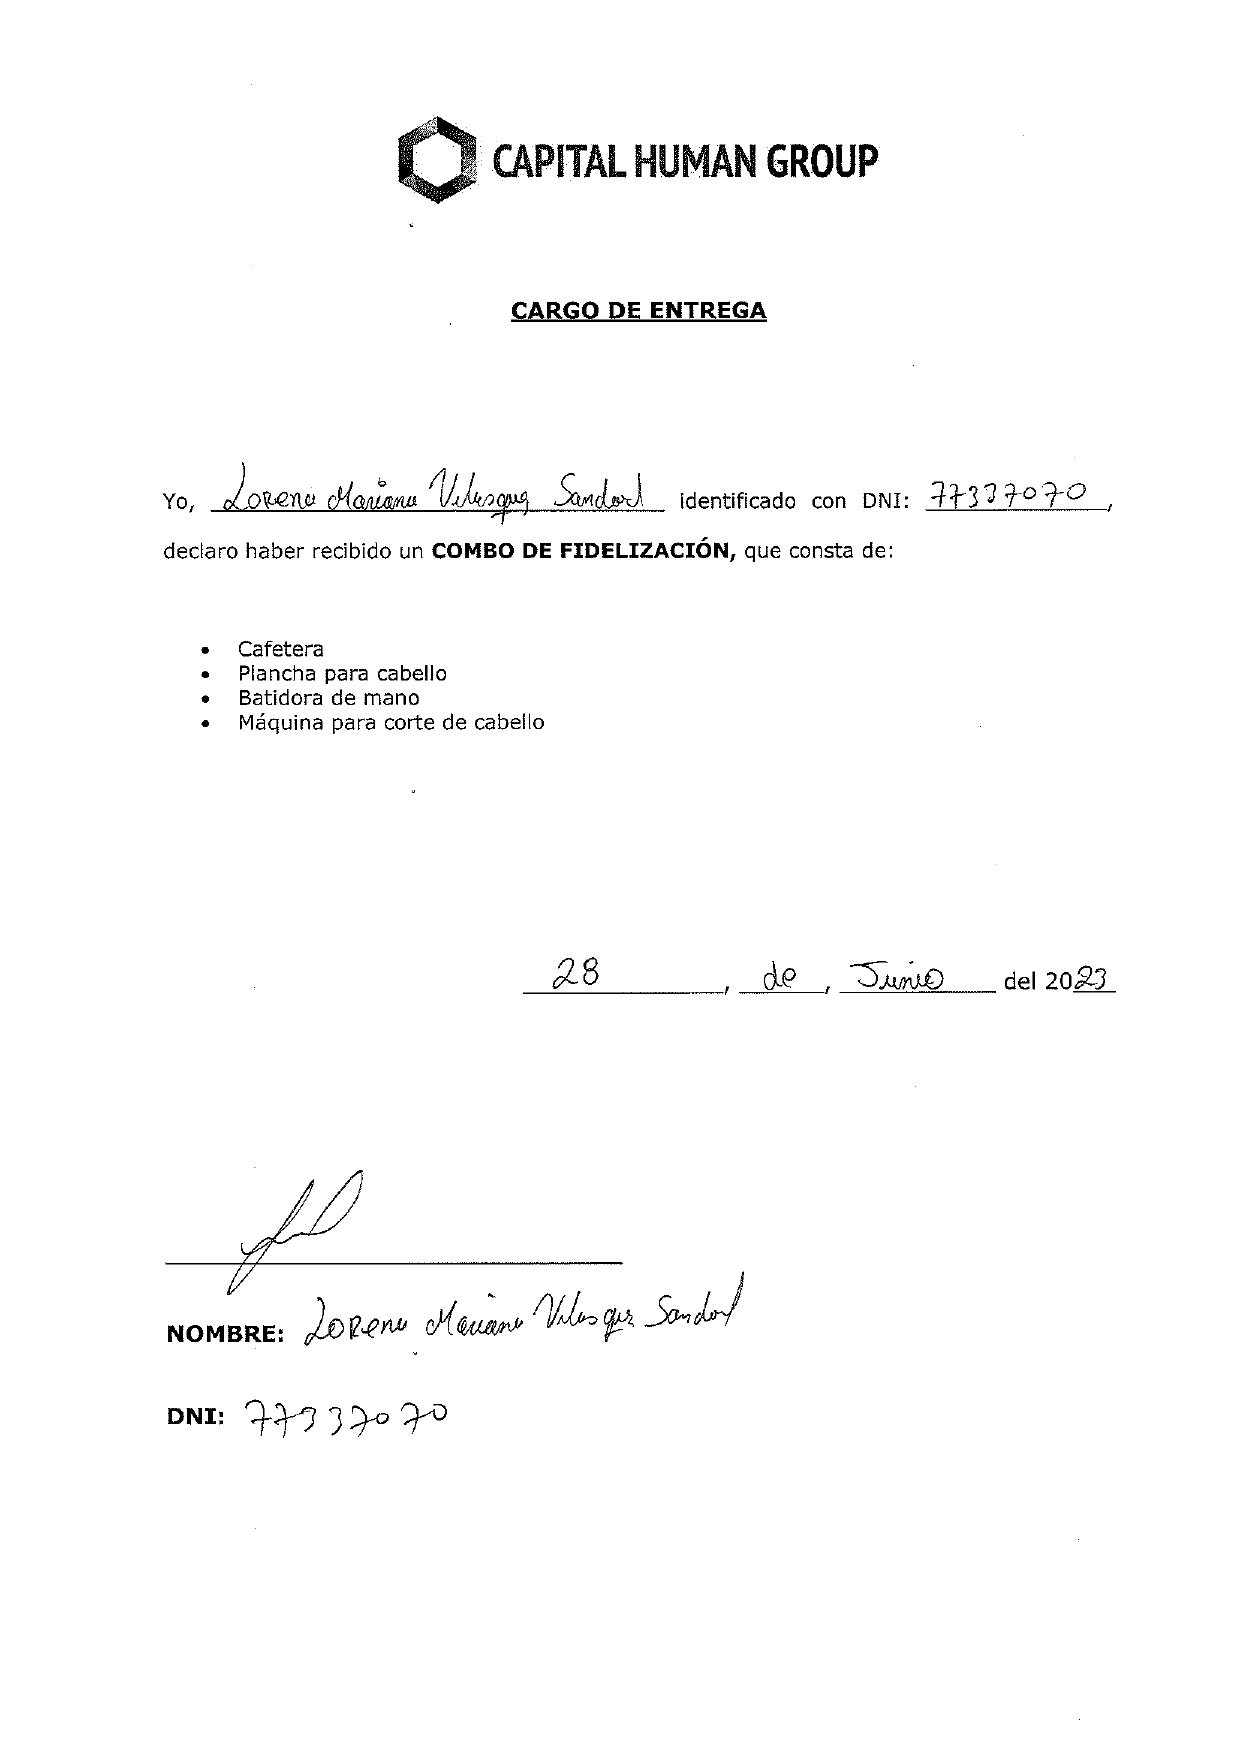 CAPITAL HUMAN GROUP
CARGO DE ENTREGA
Yo, Lorena Mariana Velasquez Sandoval identificado con DNI: 77337070,
declaro haber recibido un COMBO DE FIDELIZACIÓN, que consta de:
• Cafetera
• Plancha para cabello
• Batidora de mano
• Máquina para corte de cabello
28, de, Junio del 2023
NOMBRE: Lorena Mariana Velasquez Sandoval
DNI: 77337070